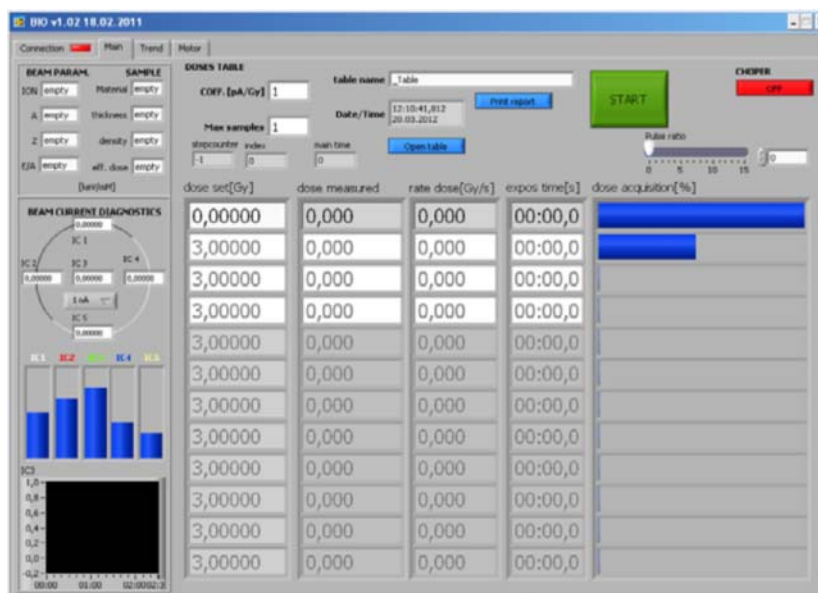 BIO v1.02 18.02.2011
Connection Main Trend Motor
BEAM PARAM. SAMPLE
ION empty Material empty
A empty thickness empty
Z empty density empty
E/A empty eff. dose empty
DOSES TABLE
COEFF.[pA/Gy] 1
Max samples 1
stepcounter index main time
-1 0 0
table name _Table
Date/Time 12:10:41,812
20.03.2012
Print report
Open table
START
CHOPER
OFF
Pulse ratio
0 5 10 15
0
BEAM CURRENT DIAGNOSTICS
0,00000
IC 1
IC 2 IC 3 IC 4
0,00000 0,00000 0,00000
1 nA
IC 5
0,00000
IC1 IC2 IC3 IC4 IC5
IC3
1,0
0,8
0,6
0,4
0,2
0,0
-0,2
00:00 01:00
dose set[Gy] dose measured rate dose[Gy/s] expos time[s] dose acquisition[%]
0,00000 0,000 0,000 00:00,0
3,00000 0,000 0,000 00:00,0
3,00000 0,000 0,000 00:00,0
3,00000 0,000 0,000 00:00,0
3,00000 0,000 0,000 00:00,0
3,00000 0,000 0,000 00:00,0
3,00000 0,000 0,000 00:00,0
3,00000 0,000 0,000 00:00,0
3,00000 0,000 0,000 00:00,0
3,00000 0,000 0,000 00:00,0
3,00000 0,000 0,000 00:00,0
3,00000 0,000 0,000 00:00,0